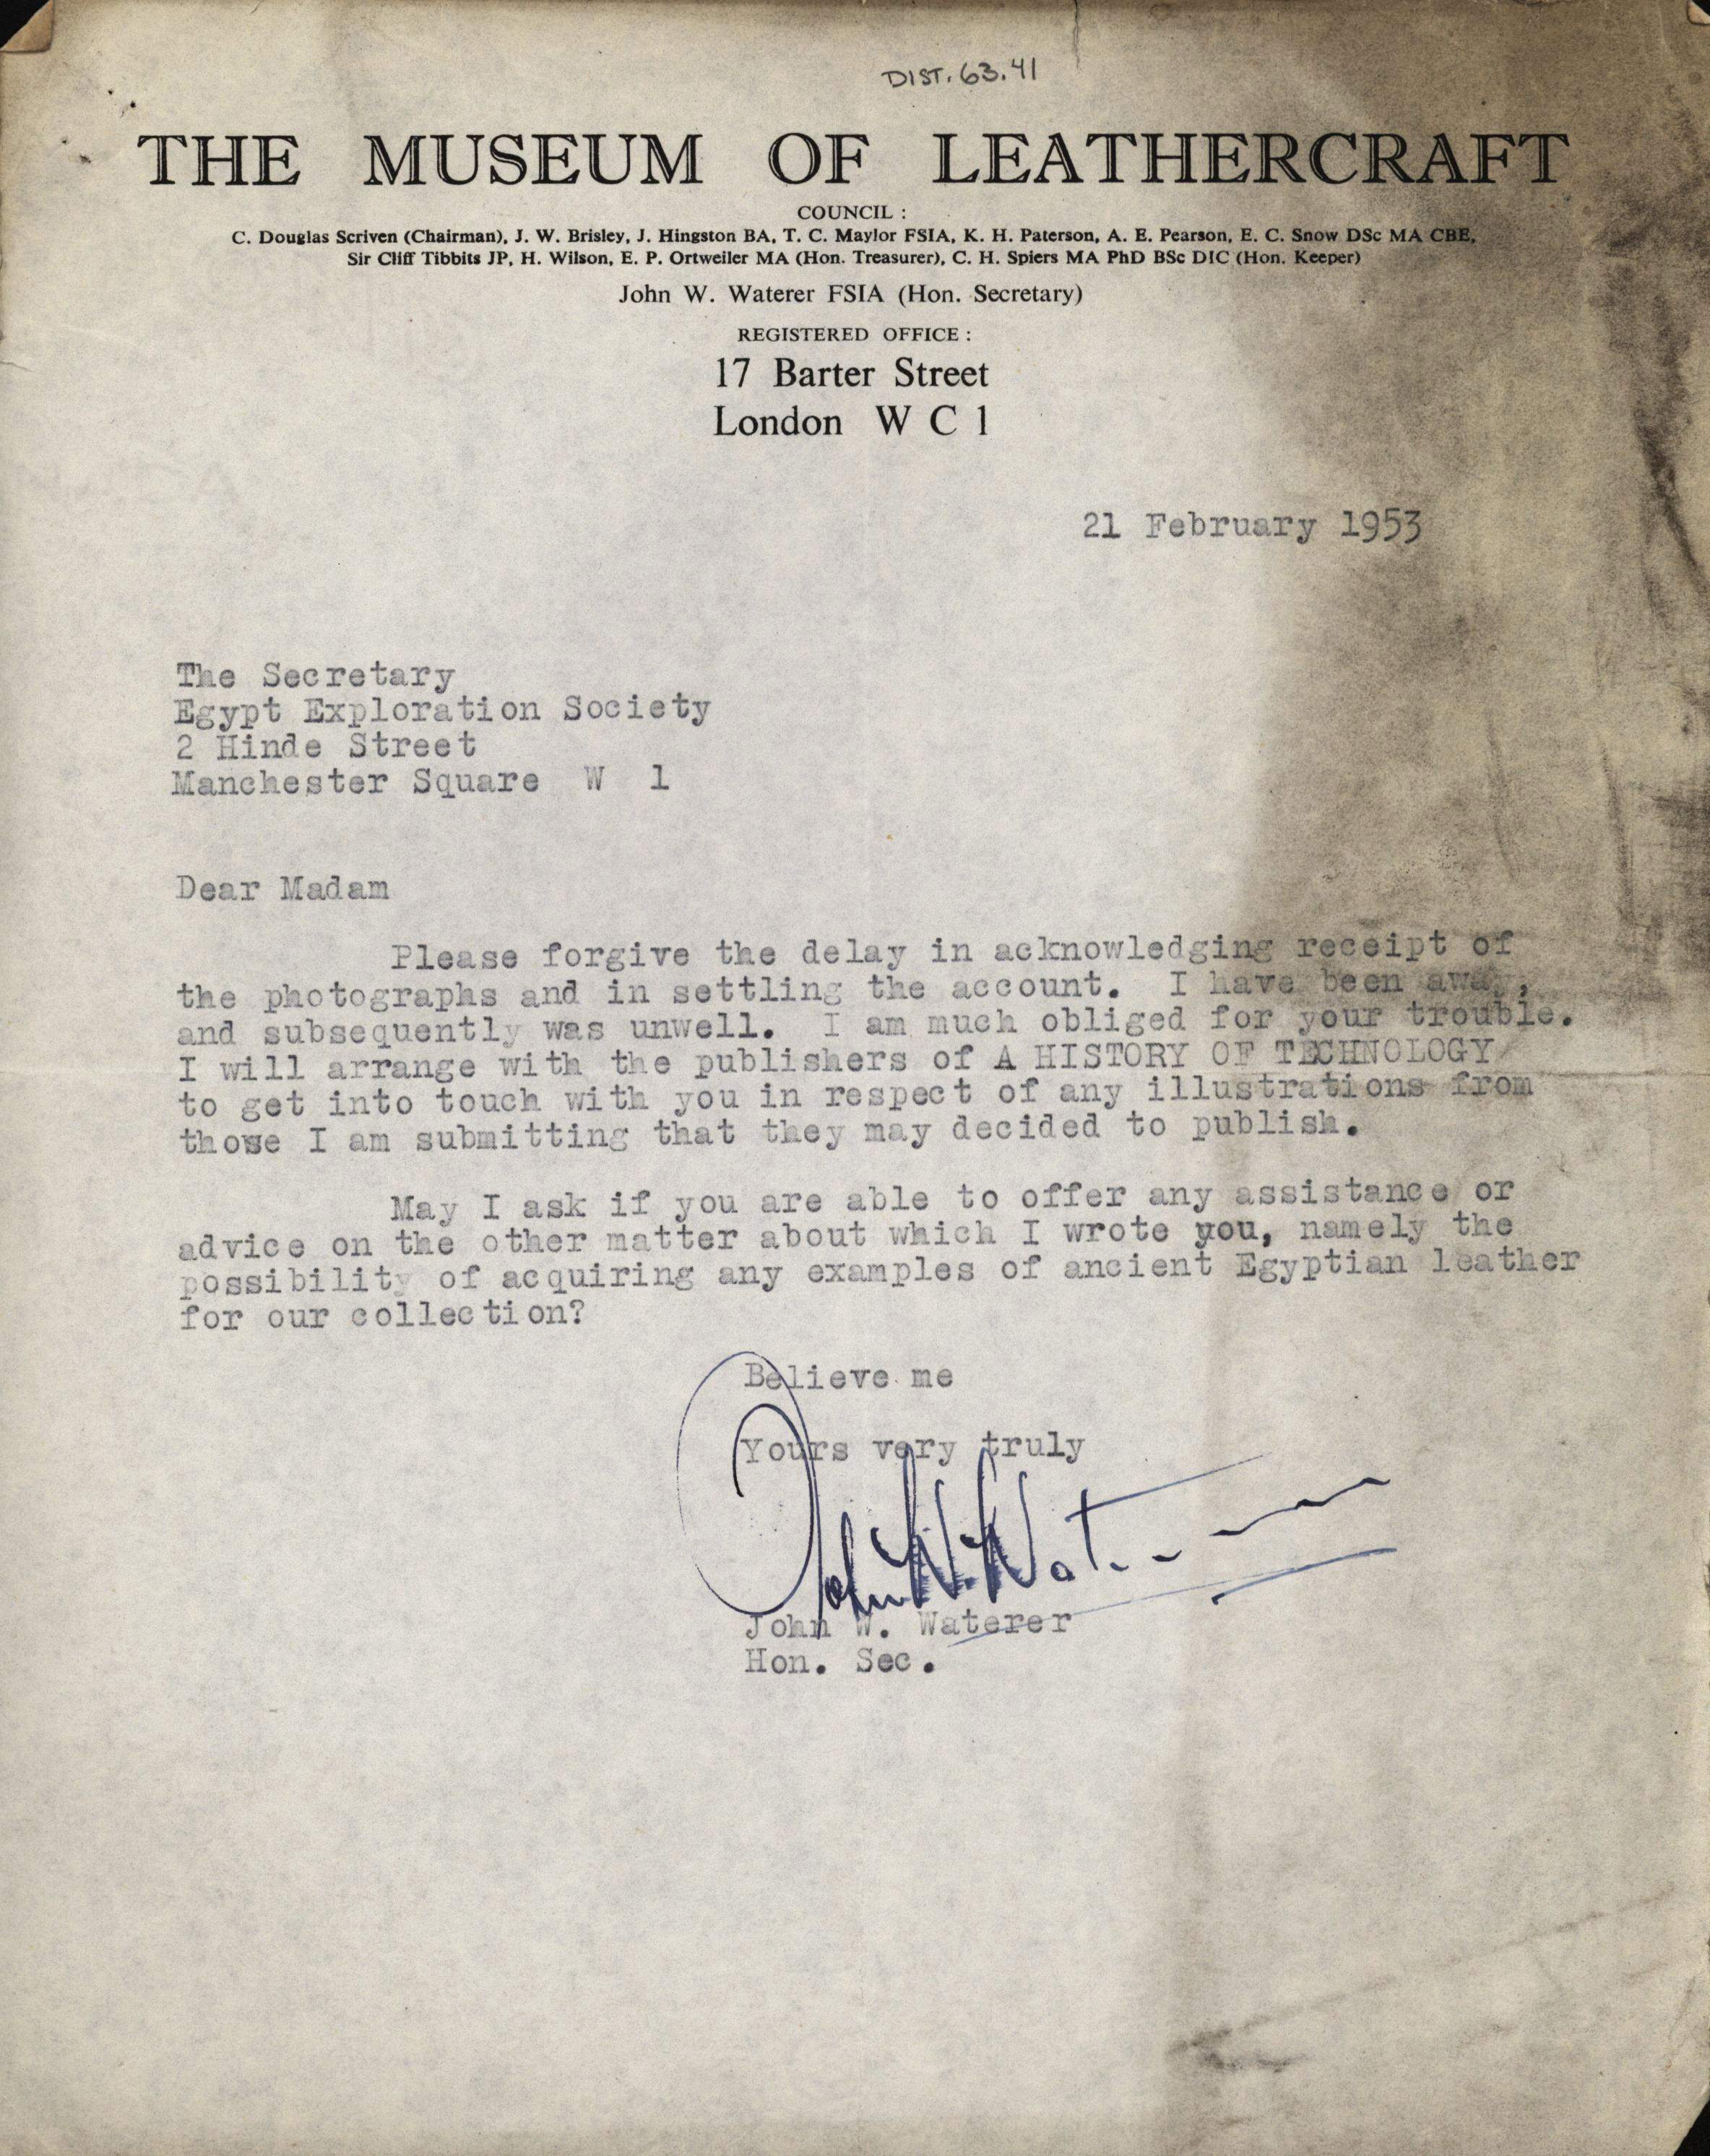 DIST. 63.41
THE MUSEUM OF LEATHERCRAFT
COUNCIL :
C. Douglas Scriven (Chairman), J. W. Brisley, J. Hingston BA, T. C. Maylor FSIA, K. H. Paterson, A. E. Pearson, E. C. Snow DSc MA CBE,
Sir Cliff Tibbits JP, H. Wilson, E. P. Ortweiler MA (Hon. Treasurer), C. H. Spiers MA PhD BSc DIC (Hon. Keeper)
John W. Waterer FSIA (Hon. Secretary)
REGISTERED OFFICE :
17 Barter Street
London W C 1
21 February 1953
The Secretary
Egypt Exploration Society
2 Hinde Street
Manchester Square W 1
Dear Madam
Please forgive the delay in acknowledging receipt of
the photographs and in settling the account. I have been away,
and subsequently was unwell. I am much obliged for your trouble.
I will arrange with the publishers of A HISTORY OF TECHNOLOGY
to get into touch with you in respect of any illustrations from
those I am submitting that they may decided to publish.
May I ask if you are able to offer any assistance or
advice on the other matter about which I wrote you, namely the
possibility of acquiring any examples of ancient Egyptian leather
for our collection?
Believe me
Yours very truly
John W. Waterer
John W. Waterer
Hon. Sec.